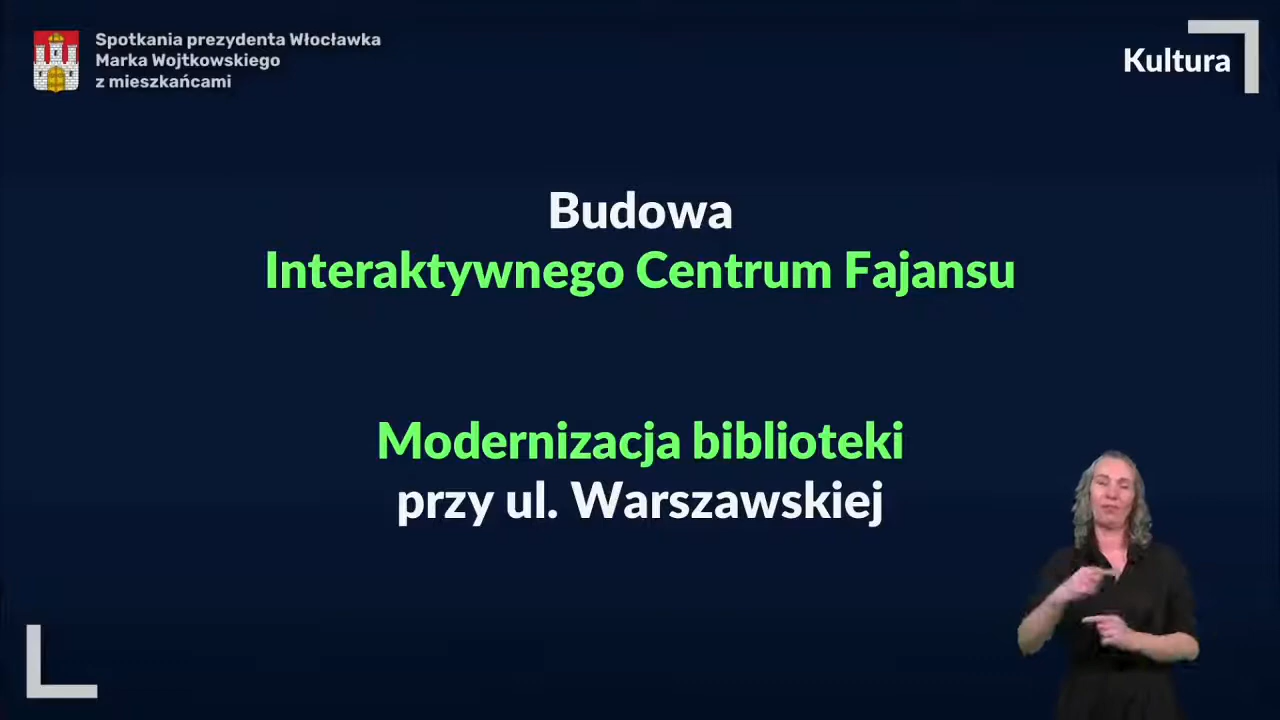 Spotkania prezydenta Włocławka
Marka Wojtkowskiego
z mieszkańcami
Kultura
Budowa
Interaktywnego Centrum Fajansu
Modernizacja biblioteki
przy ul. Warszawskiej